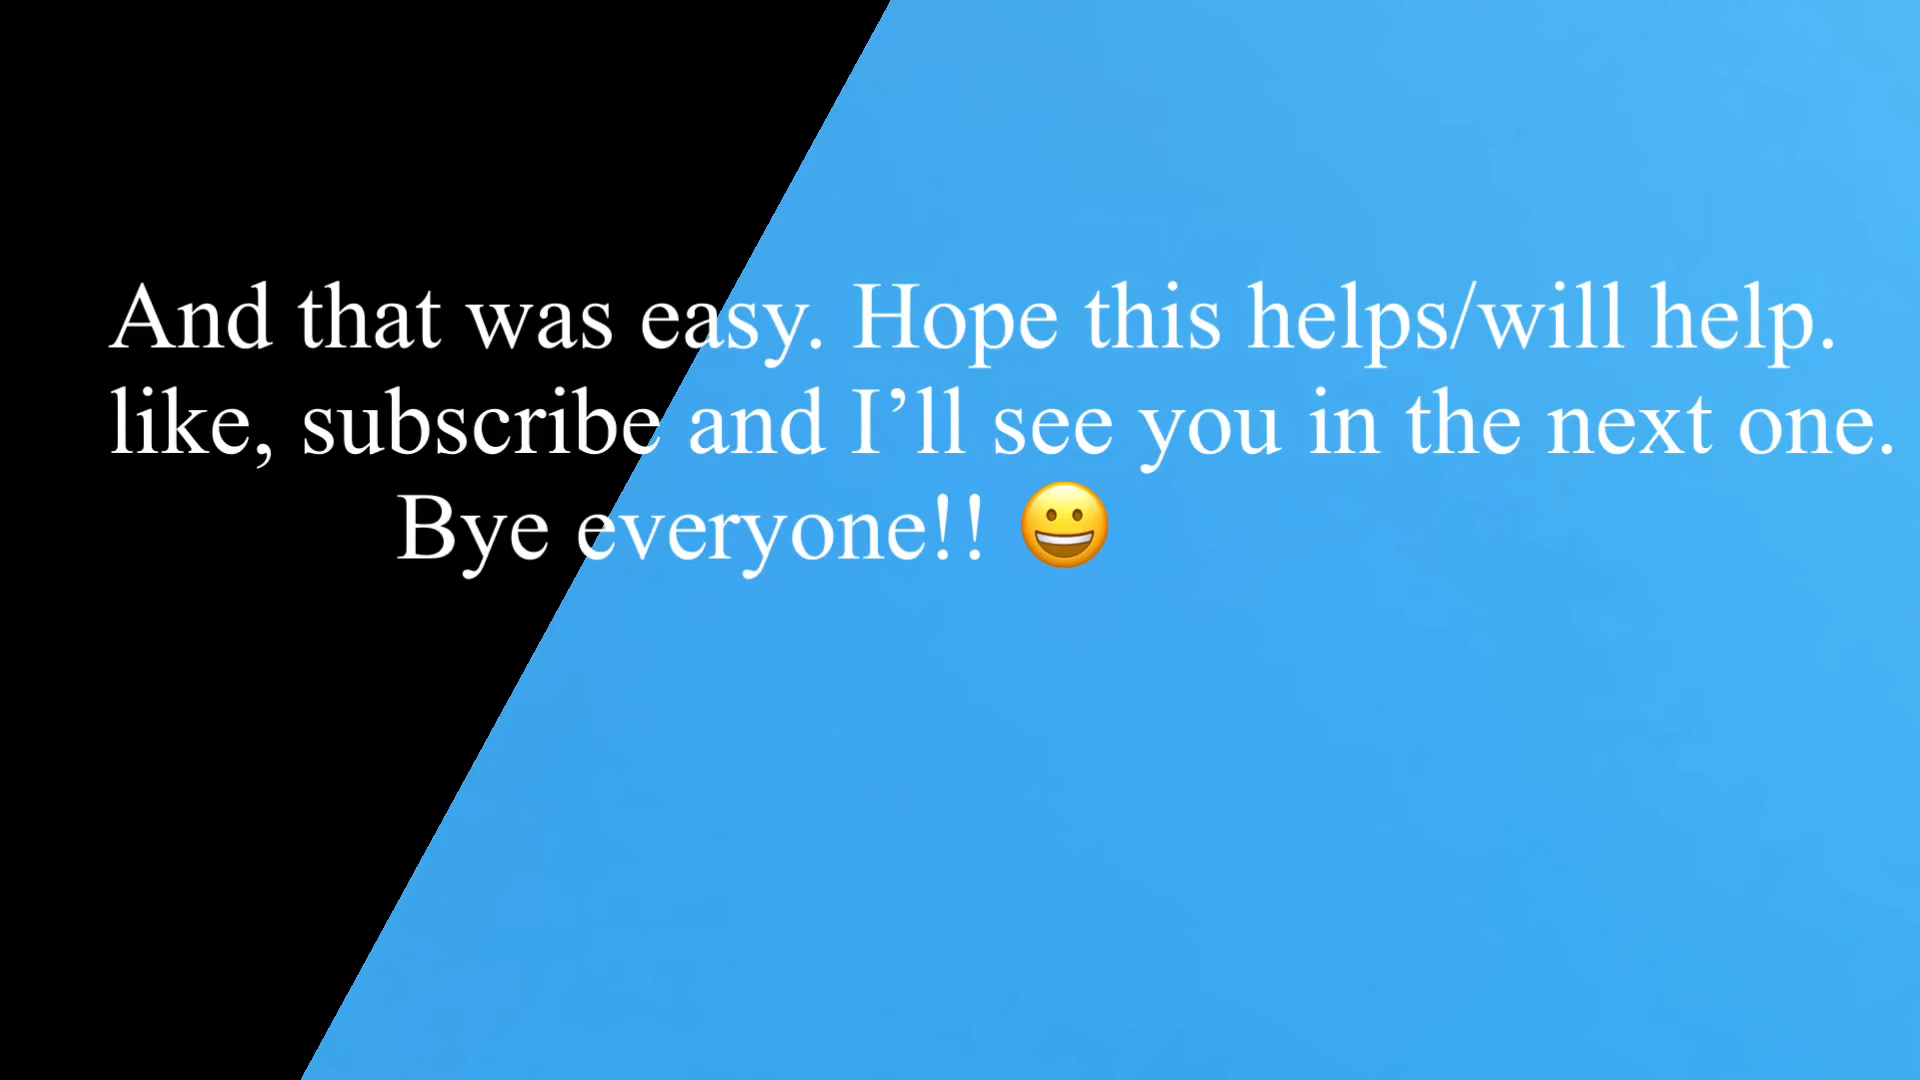 And that was easy. Hope this helps/will help.
like, subscribe and I’ll see you in the next one.
Bye everyone!! 😀